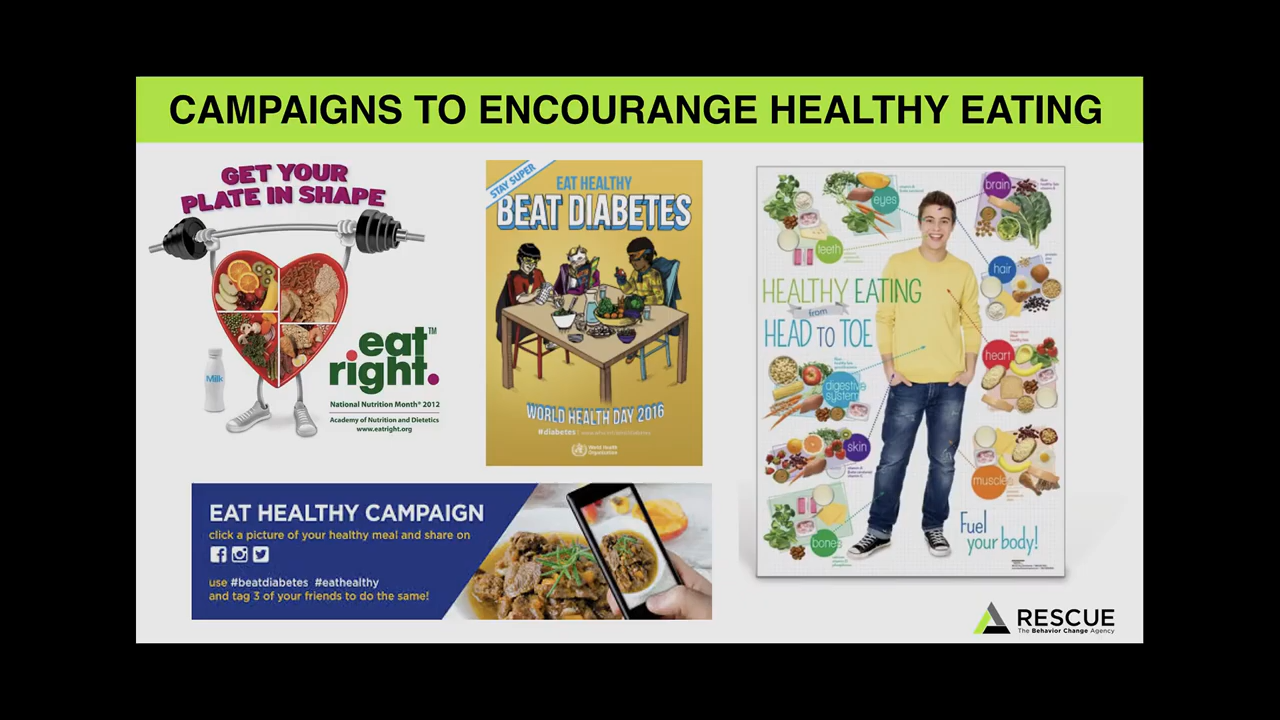 CAMPAIGNS TO ENCOURANGE HEALTHY EATING
GET YOUR
PLATE IN SHAPE
Milk
eat™
right.
National Nutrition Month® 2012
Academy of Nutrition and Dietetics
www.eatright.org
STAY SUPER
EAT HEALTHY
BEAT DIABETES
WORLD HEALTH DAY 2016
#diabetes
World Health
Organization
EAT HEALTHY CAMPAIGN
click a picture of your healthy meal and share on
use #beatdiabetes #eathealthy
and tag 3 of your friends to do the same!
eyes
brain
teeth
hair
HEALTHY EATING
from
HEAD TO TOE
heart
digestive
system
skin
muscles
bones
Fuel
your body!
RESCUE
The Behavior Change Agency